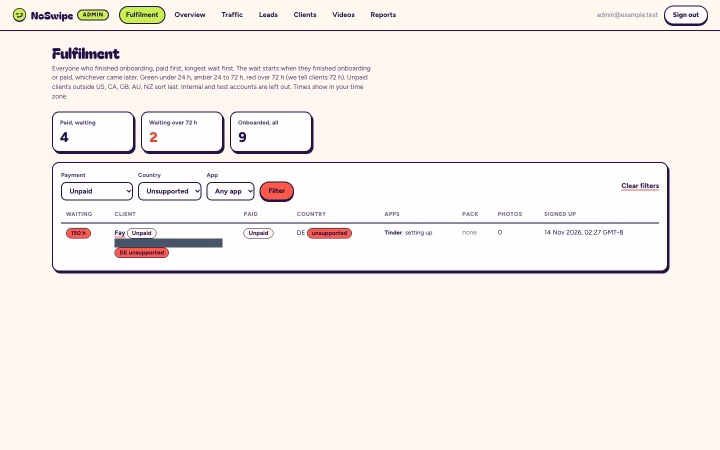 NoSwipe ADMIN Fulfilment Overview Traffic Leads Clients Videos Reports admin@example.test Sign out
Fulfilment
Everyone who finished onboarding, paid first, longest wait first. The wait starts when they finished onboarding
or paid, whichever came later. Green under 24 h, amber 24 to 72 h, red over 72 h (we tell clients 72 h). Unpaid
clients outside US, CA, GB, AU, NZ sort last. Internal and test accounts are left out. Times show in your time
zone.
Paid, waiting Waiting over 72 h Onboarded, all
4 2 9
Payment Country App
Unpaid Unsupported Any app Filter Clear filters
WAITING CLIENT PAID COUNTRY APPS PACK PHOTOS SIGNED UP
150 h Fay Unpaid Unpaid DE unsupported Tinder: setting up none 0 14 Nov 2026, 02:27 GMT-8
DE unsupported